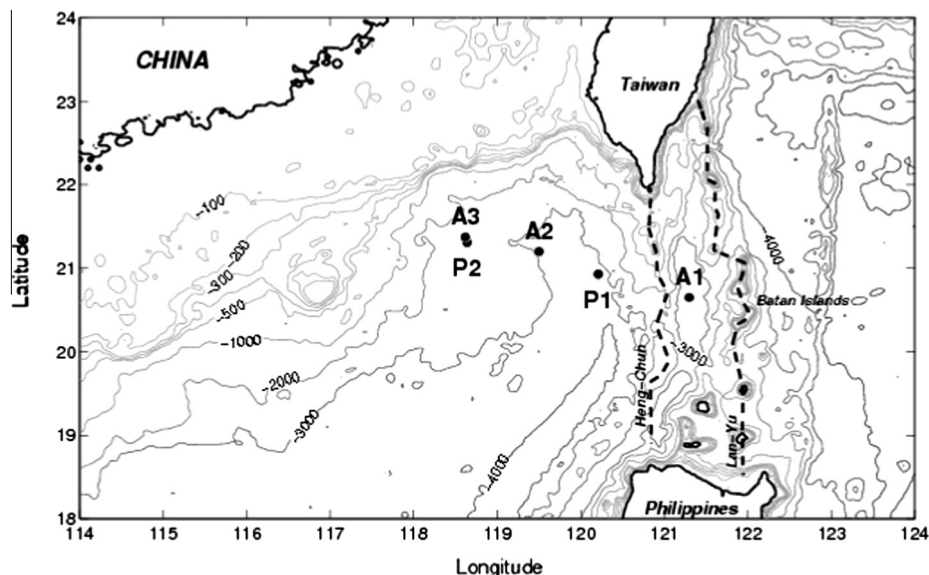 24
23
22
21
20
19
18
Latitude
CHINA
Taiwan
-100
-200
-300
-500
-1000
-2000
-3000
-4000
A3
P2
A2
P1
A1
-4000
Batan Islands
-3000
Heng-Chun
Lan-Yu
Philippines
114 115 116 117 118 119 120 121 122 123 124
Longitude